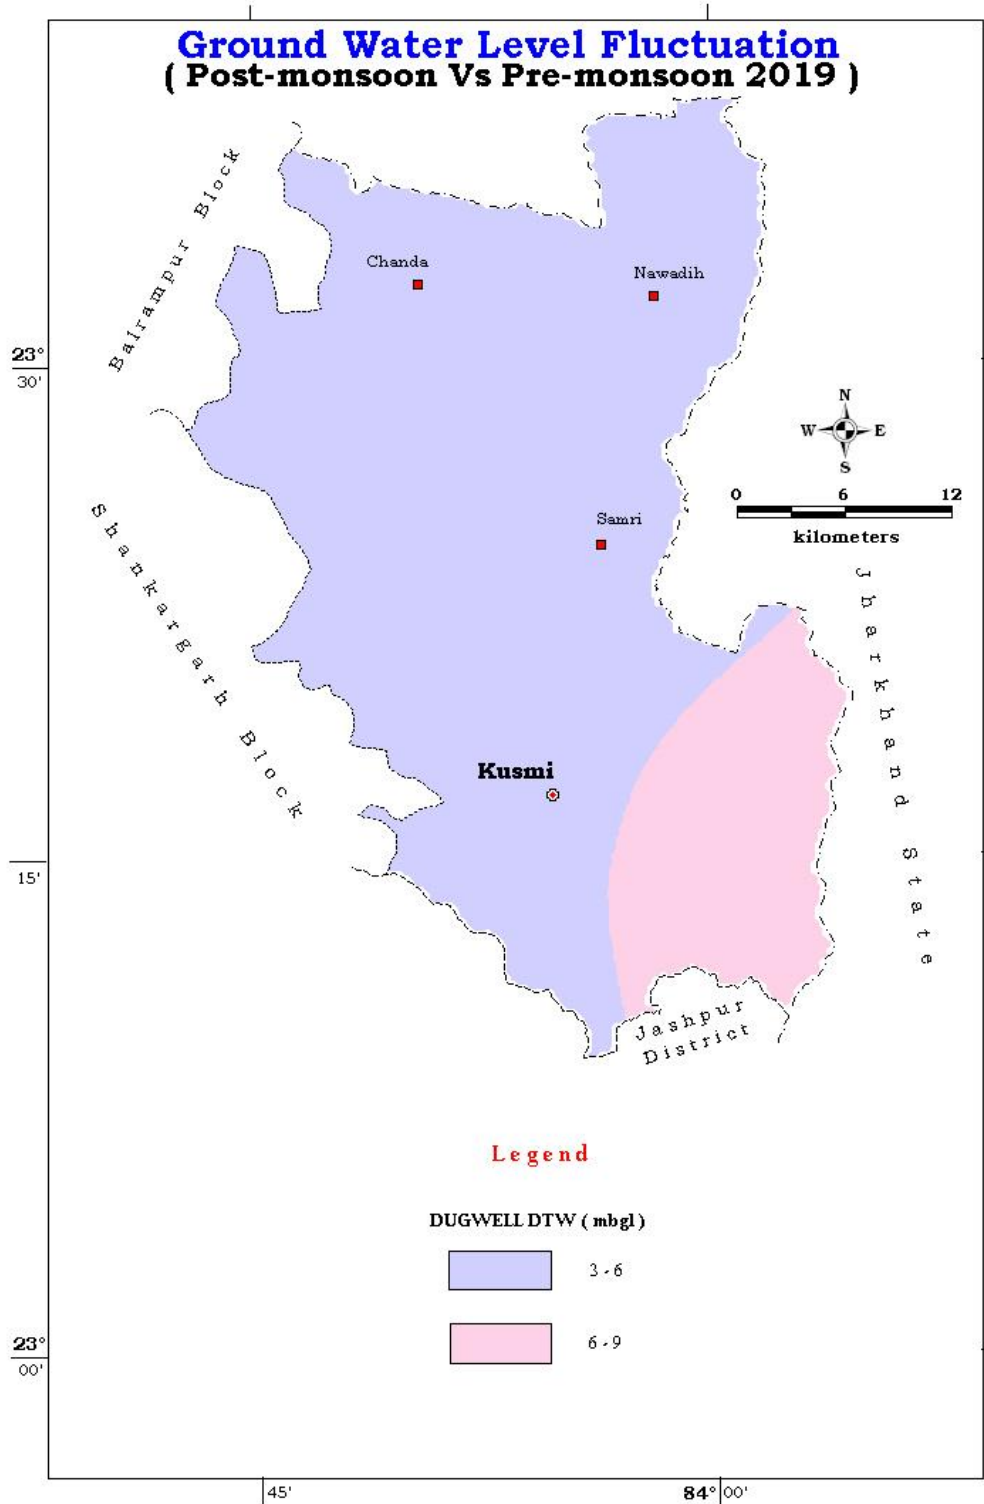 Ground Water Level Fluctuation
( Post-monsoon Vs Pre-monsoon 2019 )
Balrampur Block
Chanda
Nawadih
23°
30'
N
W E
S
0 6 12
kilometers
Samri
Shankargarh Block
Jharkhand State
Kusmi
15'
Jashpur
District
Legend
DUGWELL DTW ( mbgl )
3 - 6
6 - 9
23°
00'
45'
84° 00'